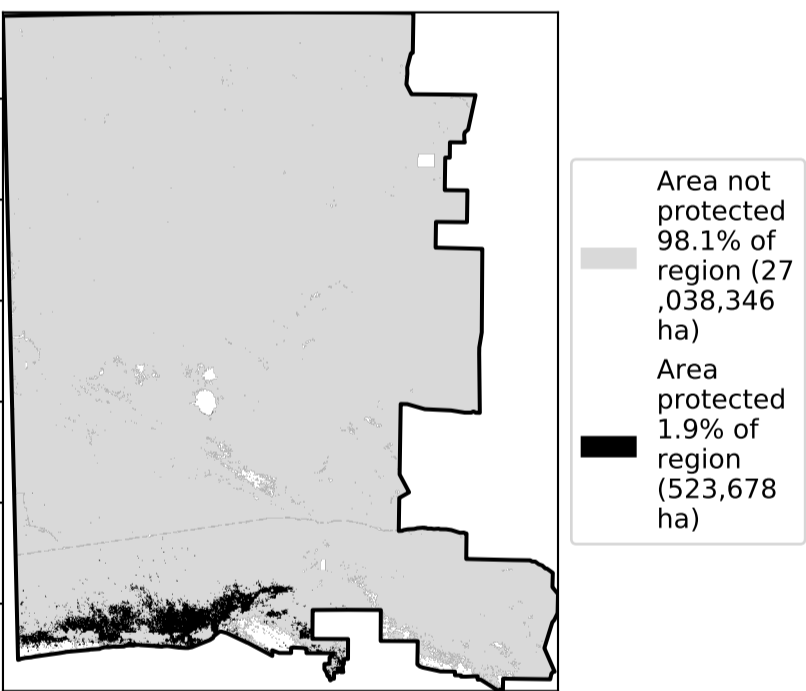 Area not
protected
98.1% of
region (27
,038,346
ha)
Area
protected
1.9% of
region
(523,678
ha)